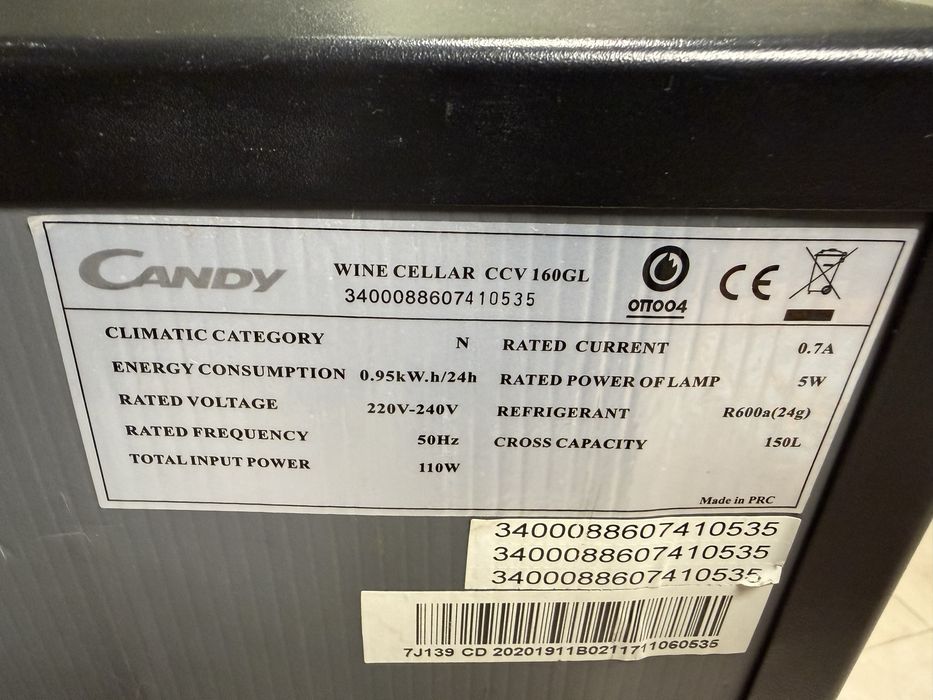 CANDY
WINE CELLAR CCV 160GL
3400088607410535
OTTO04
CE
CLIMATIC CATEGORY N
ENERGY CONSUMPTION 0.95kW.h/24h
RATED VOLTAGE 220V-240V
RATED FREQUENCY 50Hz
TOTAL INPUT POWER 110W
RATED CURRENT 0.7A
RATED POWER OF LAMP 5W
REFRIGERANT R600a(24g)
CROSS CAPACITY 150L
Made in PRC
3400088607410535
3400088607410535
3400088607410535
7J139 CD 20201911B0211711060535